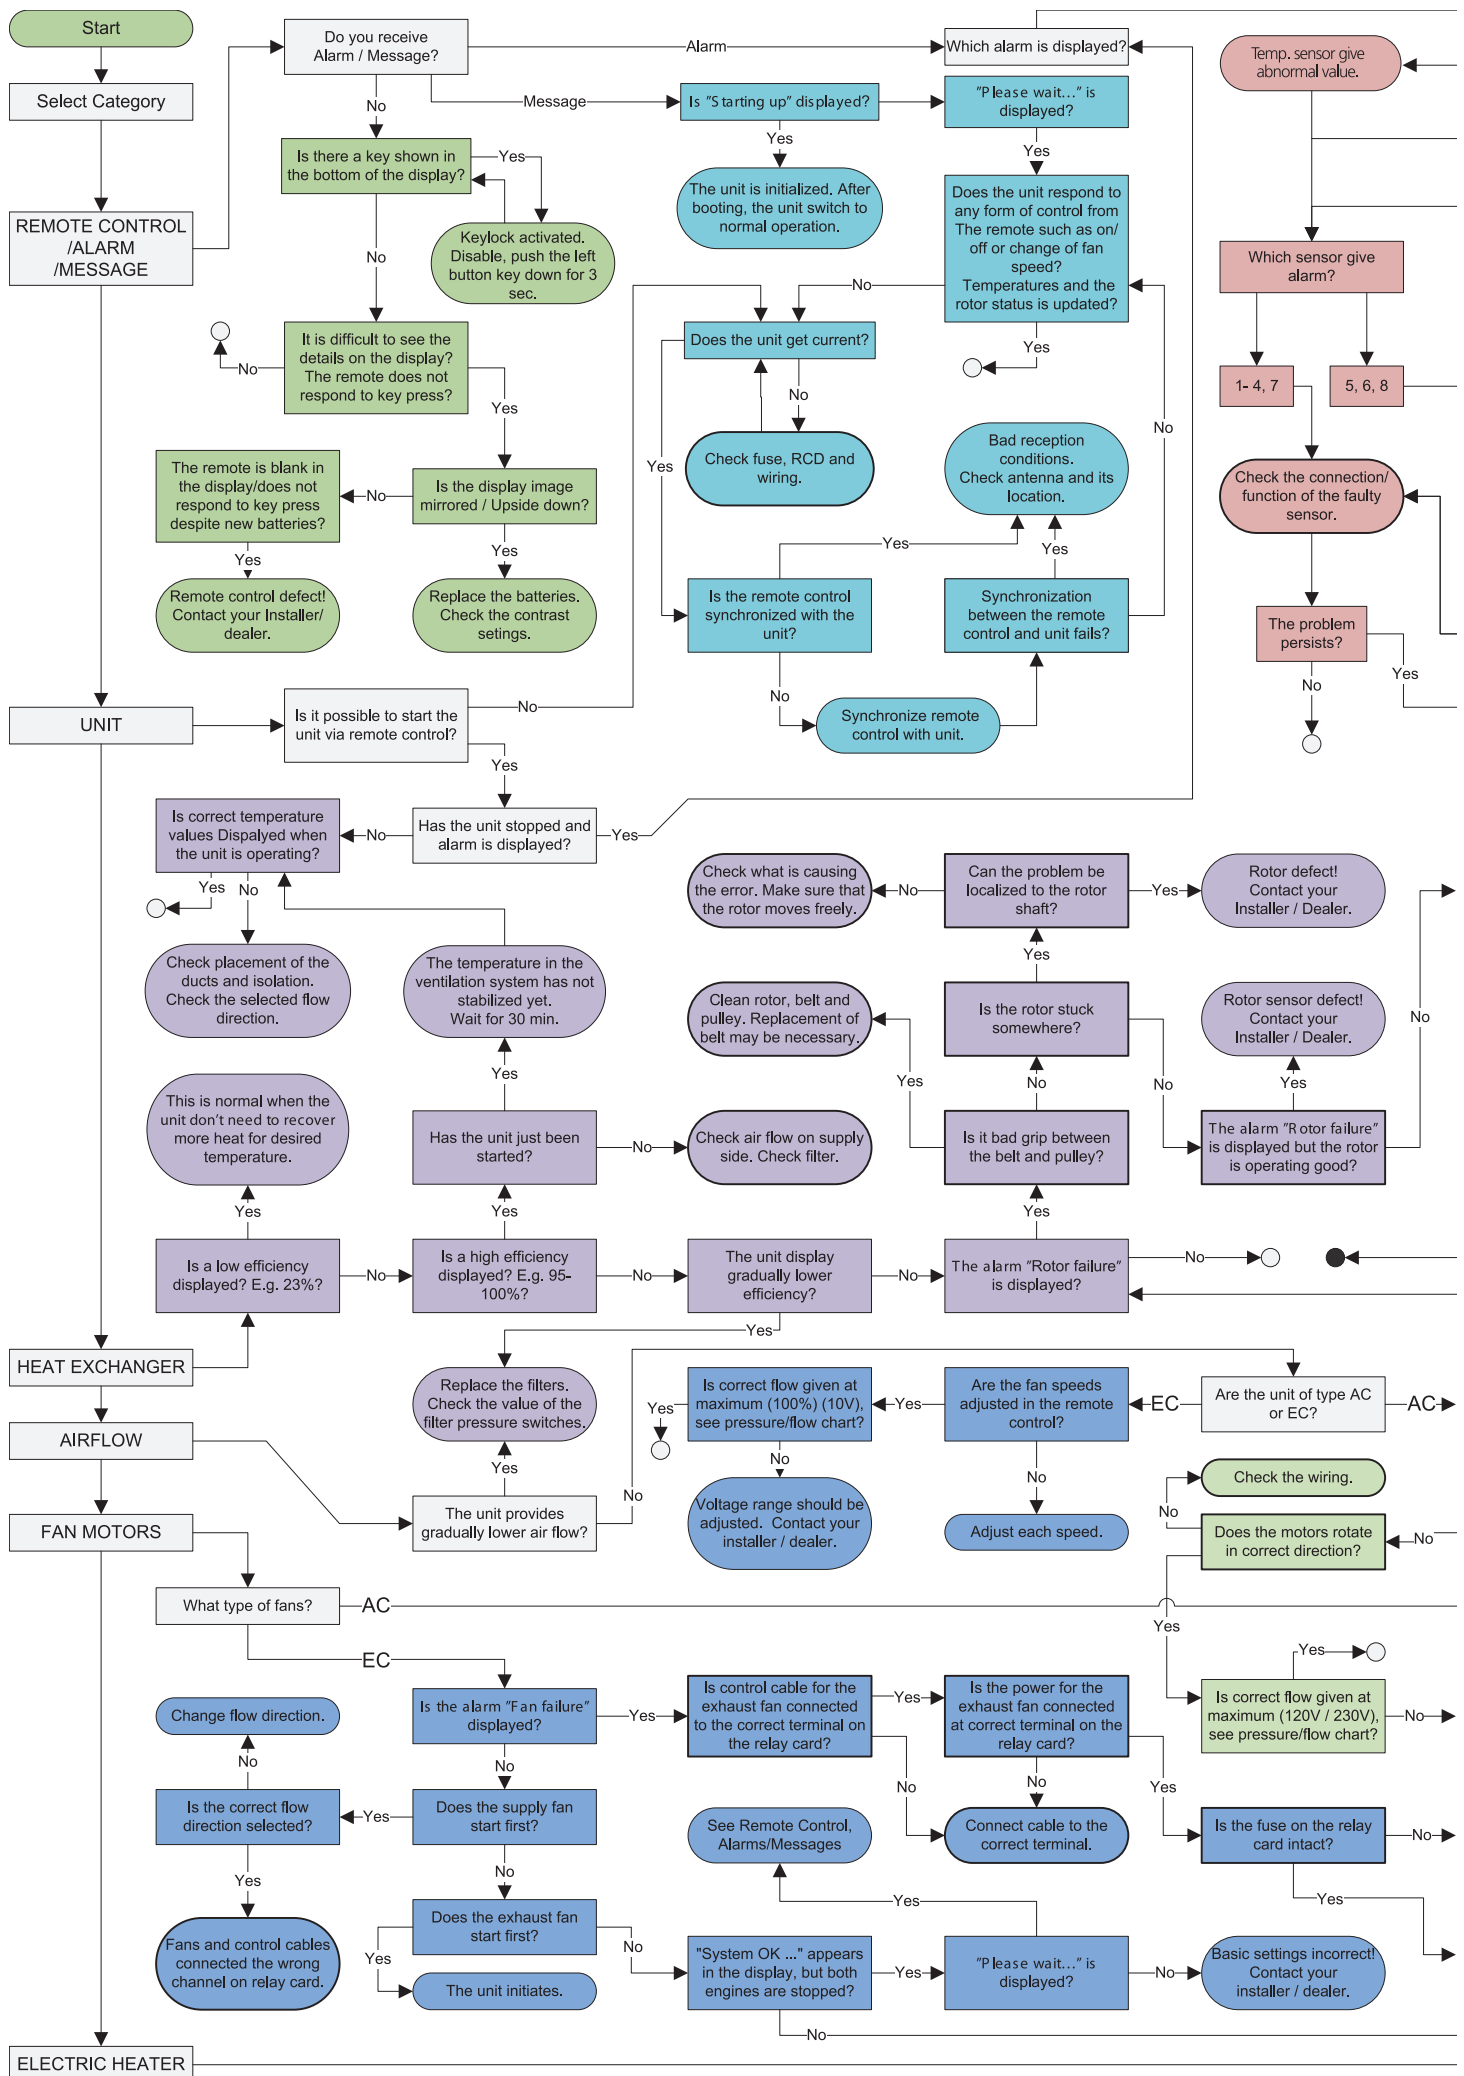 Start
Select Category
REMOTE CONTROL
/ALARM
/MESSAGE
Do you receive
Alarm / Message?
Alarm
Which alarm is displayed?
Message
No
Is "Starting up" displayed?
"Please wait..." is
displayed?
Yes
Yes
Temp. sensor give
abnormal value.
Is there a key shown in
the bottom of the display?
Yes
Keylock activated.
Disable, push the left
button key down for 3
sec.
No
The unit is initialized. After
booting, the unit switch to
normal operation.
Does the unit respond to
any form of control from
The remote such as on/
off or change of fan
speed?
Temperatures and the
rotor status is updated?
No
Yes
Which sensor give
alarm?
1- 4, 7
5, 6, 8
It is difficult to see the
details on the display?
The remote does not
respond to key press?
No
Yes
Does the unit get current?
No
Yes
Check fuse, RCD and
wiring.
Bad reception
conditions.
Check antenna and its
location.
No
Check the connection/
function of the faulty
sensor.
The remote is blank in
the display/does not
respond to key press
despite new batteries?
No
Is the display image
mirrored / Upside down?
Yes
Yes
Yes
Yes
Remote control defect!
Contact your Installer/
dealer.
Replace the batteries.
Check the contrast
setings.
Is the remote control
synchronized with the
unit?
Synchronization
between the remote
control and unit fails?
The problem
persists?
Yes
No
No
Synchronize remote
control with unit.
UNIT
Is it possible to start the
unit via remote control?
No
Yes
Is correct temperature
values Dispalyed when
the unit is operating?
No
Has the unit stopped and
alarm is displayed?
Yes
Yes
No
Check what is causing
the error. Make sure that
the rotor moves freely.
No
Can the problem be
localized to the rotor
shaft?
Yes
Rotor defect!
Contact your
Installer / Dealer.
Check placement of the
ducts and isolation.
Check the selected flow
direction.
The temperature in the
ventilation system has not
stabilized yet.
Wait for 30 min.
Yes
Clean rotor, belt and
pulley. Replacement of
belt may be necessary.
Is the rotor stuck
somewhere?
Rotor sensor defect!
Contact your
Installer / Dealer.
No
Yes
Yes
No
No
Yes
This is normal when the
unit don't need to recover
more heat for desired
temperature.
Has the unit just been
started?
No
Check air flow on supply
side. Check filter.
Is it bad grip between
the belt and pulley?
The alarm "Rotor failure"
is displayed but the rotor
is operating good?
Yes
Yes
Yes
Is a low efficiency
displayed? E.g. 23%?
No
Is a high efficiency
displayed? E.g. 95-
100%?
No
The unit display
gradually lower
efficiency?
No
The alarm "Rotor failure"
is displayed?
No
Yes
HEAT EXCHANGER
Replace the filters.
Check the value of the
filter pressure switches.
Yes
Is correct flow given at
maximum (100%) (10V),
see pressure/flow chart?
Yes
Are the fan speeds
adjusted in the remote
control?
EC
Are the unit of type AC
or EC?
AC
AIRFLOW
Yes
No
No
No
Check the wiring.
FAN MOTORS
The unit provides
gradually lower air flow?
Voltage range should be
adjusted.  Contact your
installer / dealer.
Adjust each speed.
No
Does the motors rotate
in correct direction?
No
What type of fans?
AC
Yes
EC
Yes
Change flow direction.
Is the alarm "Fan failure"
displayed?
Yes
Is control cable for the
exhaust fan connected
to the correct terminal on
the relay card?
Yes
Is the power for the
exhaust fan connected
at correct terminal on the
relay card?
Is correct flow given at
maximum (120V / 230V),
see pressure/flow chart?
No
No
No
No
No
Yes
Is the correct flow
direction selected?
Yes
Does the supply fan
start first?
See Remote Control,
Alarms/Messages
Connect cable to the
correct terminal.
Is the fuse on the relay
card intact?
No
Yes
No
Yes
Yes
Does the exhaust fan
start first?
Fans and control cables
connected the wrong
channel on relay card.
Yes
No
The unit initiates.
"System OK ..." appears
in the display, but both
engines are stopped?
Yes
"Please wait..." is
displayed?
No
Basic settings incorrect!
Contact your
installer / dealer.
No
ELECTRIC HEATER